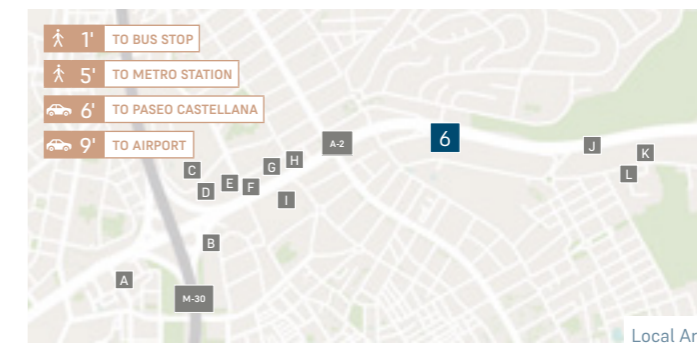 1' TO BUS STOP
5' TO METRO STATION
6' TO PASEO CASTELLANA
9' TO AIRPORT
A-2
6
J
K
H
G
C
L
E
F
D
I
B
A
M-30
Local